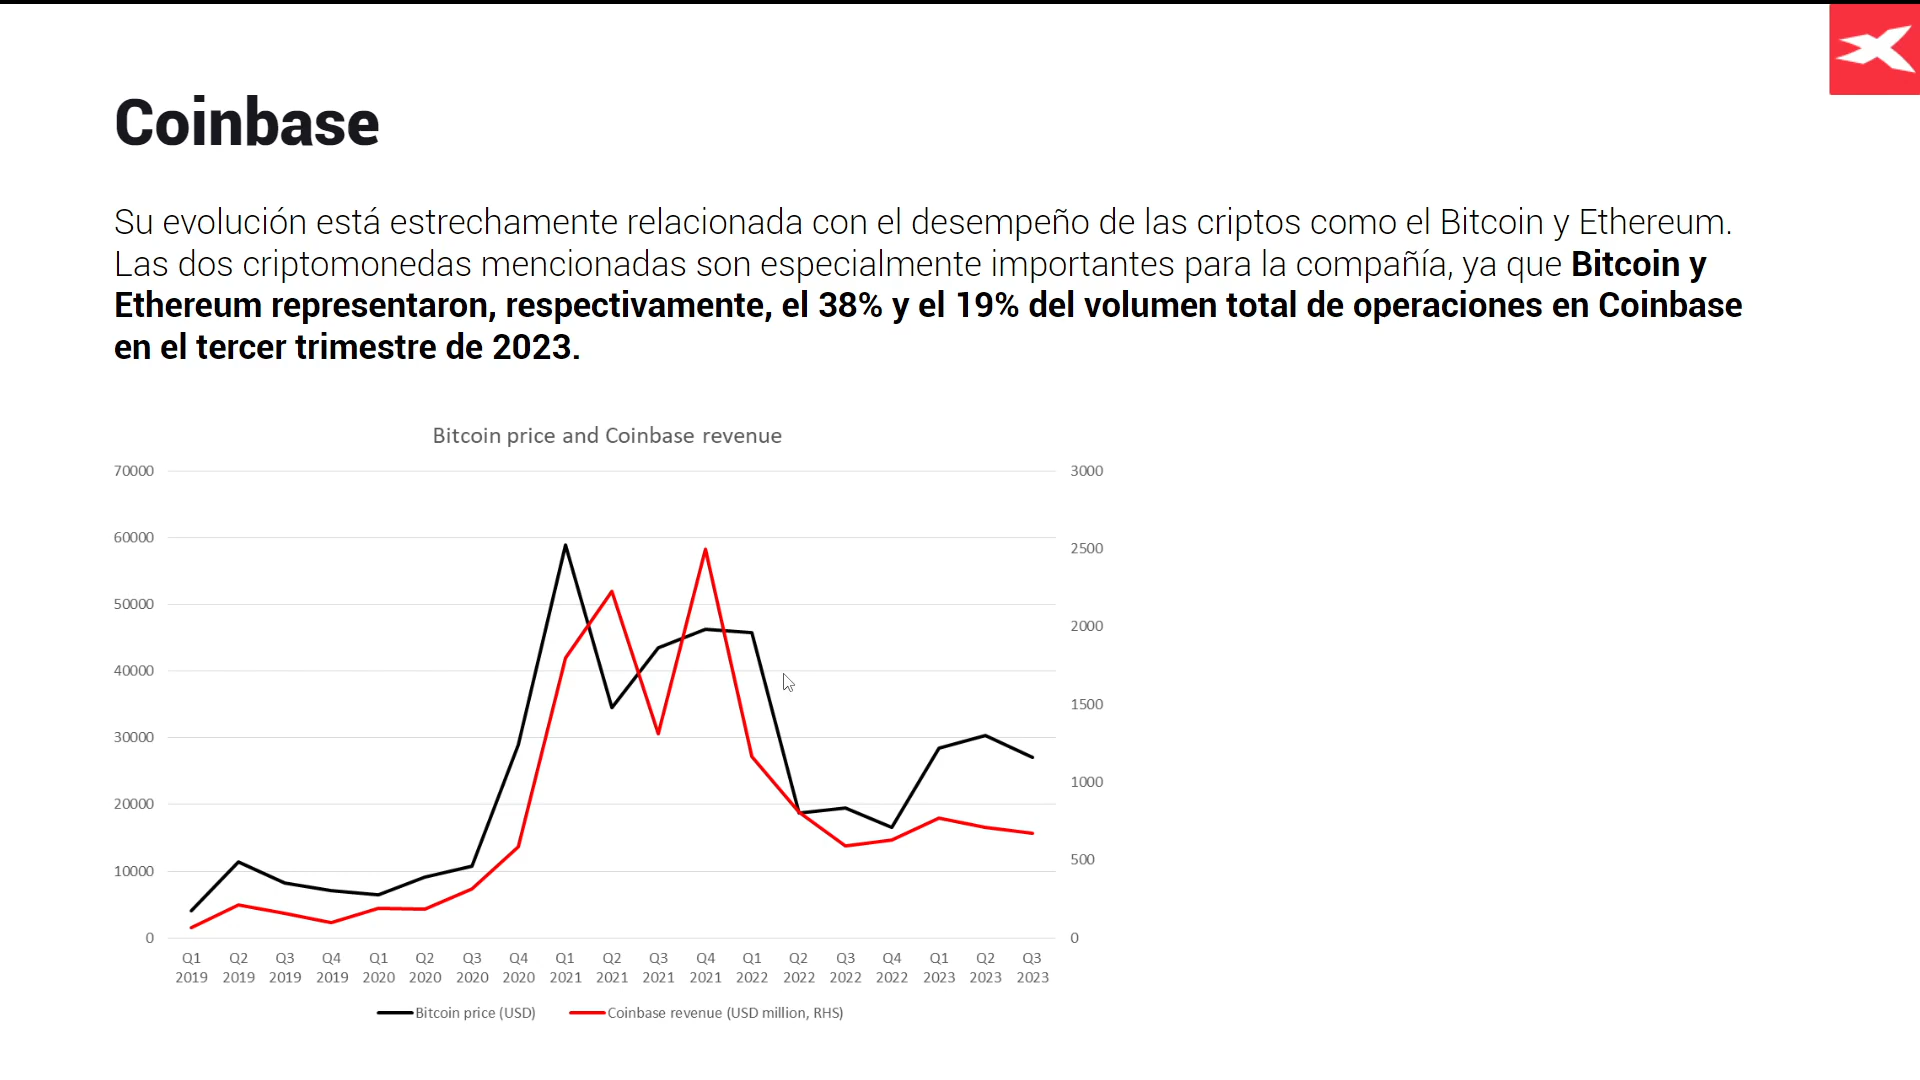 Coinbase
Su evolución está estrechamente relacionada con el desempeño de las criptos como el Bitcoin y Ethereum.
Las dos criptomonedas mencionadas son especialmente importantes para la compañía, ya que Bitcoin y
Ethereum representaron, respectivamente, el 38% y el 19% del volumen total de operaciones en Coinbase
en el tercer trimestre de 2023.
Bitcoin price and Coinbase revenue
70000
60000
50000
40000
30000
20000
10000
0
3000
2500
2000
1500
1000
500
0
Q1 Q2 Q3 Q4 Q1 Q2 Q3 Q4 Q1 Q2 Q3 Q4 Q1 Q2 Q3 Q4 Q1 Q2 Q3
2019 2019 2019 2019 2020 2020 2020 2020 2021 2021 2021 2021 2022 2022 2022 2022 2023 2023 2023
Bitcoin price (USD) Coinbase revenue (USD million, RHS)